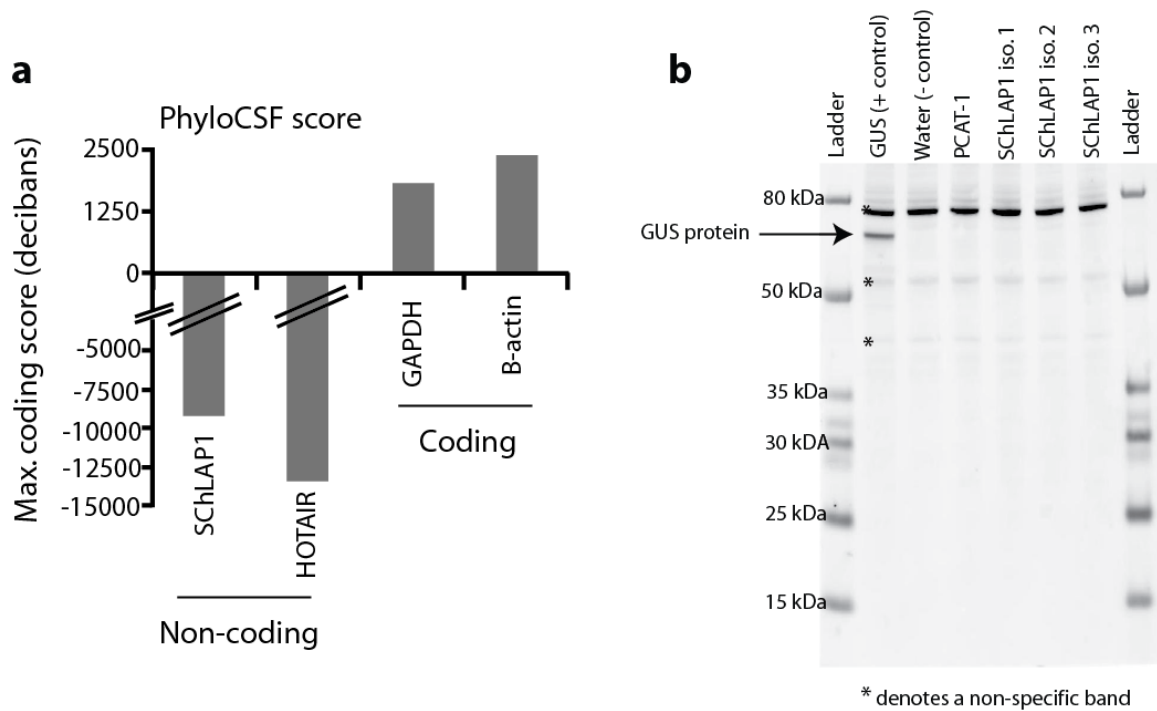 a
PhyloCSF score
Max. coding score (decibans)
2500
1250
0
-5000
-7500
-10000
-12500
-15000
SChLAP1
HOTAIR
GAPDH
B-actin
Non-coding
Coding
b
Ladder
GUS (+ control)
Water (- control)
PCAT-1
SChLAP1 iso. 1
SChLAP1 iso. 2
SChLAP1 iso. 3
Ladder
80 kDa
*
GUS protein
*
50 kDa
*
35 kDa
30 kDA
25 kDa
15 kDa
* denotes a non-specific band